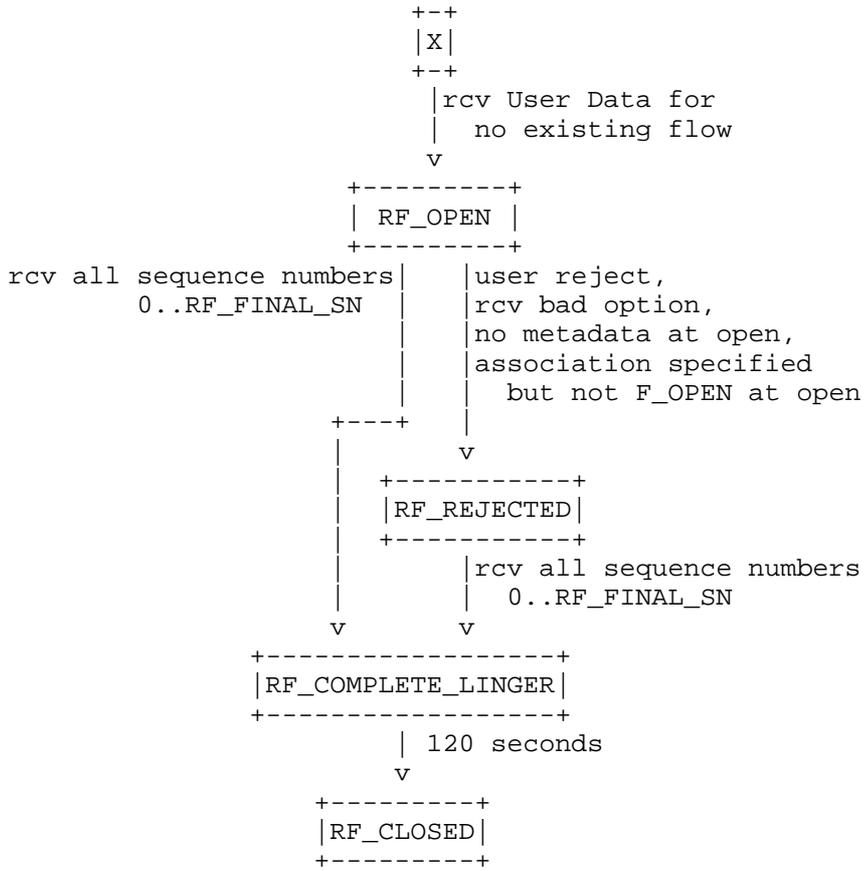 X
rcv User Data for
no existing flow
RF_OPEN
rcv all sequence numbers
0..RF_FINAL_SN
user reject,
rcv bad option,
no metadata at open,
association specified
but not F_OPEN at open
RF_REJECTED
rcv all sequence numbers
0..RF_FINAL_SN
RF_COMPLETE_LINGER
120 seconds
RF_CLOSED